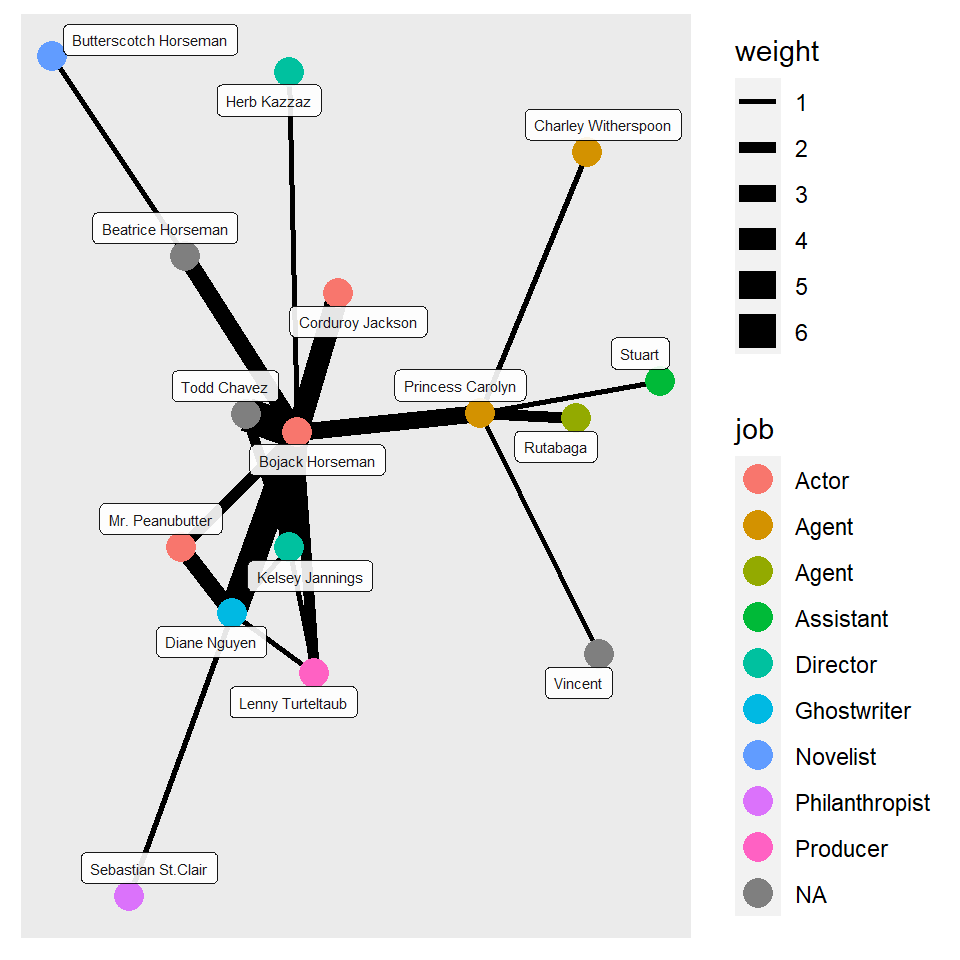 Butterscotch Horseman
Herb Kazzaz
Charley Witherspoon
Beatrice Horseman
Corduroy Jackson
Stuart
Todd Chavez
Princess Carolyn
Rutabaga
Bojack Horseman
Mr. Peanubutter
Kelsey Jannings
Diane Nguyen
Vincent
Lenny Turteltaub
Sebastian St.Clair
weight
1
2
3
4
5
6
job
Actor
Agent
Agent
Assistant
Director
Ghostwriter
Novelist
Philanthropist
Producer
NA